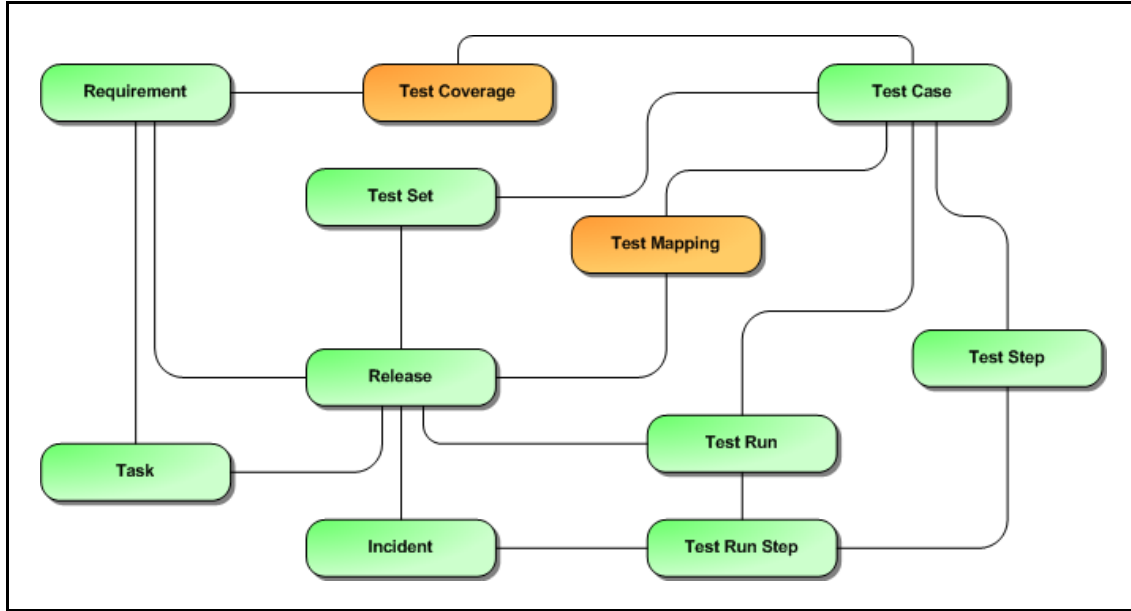 Requirement
Test Coverage
Test Case
Test Set
Test Mapping
Test Step
Release
Test Run
Task
Incident
Test Run Step